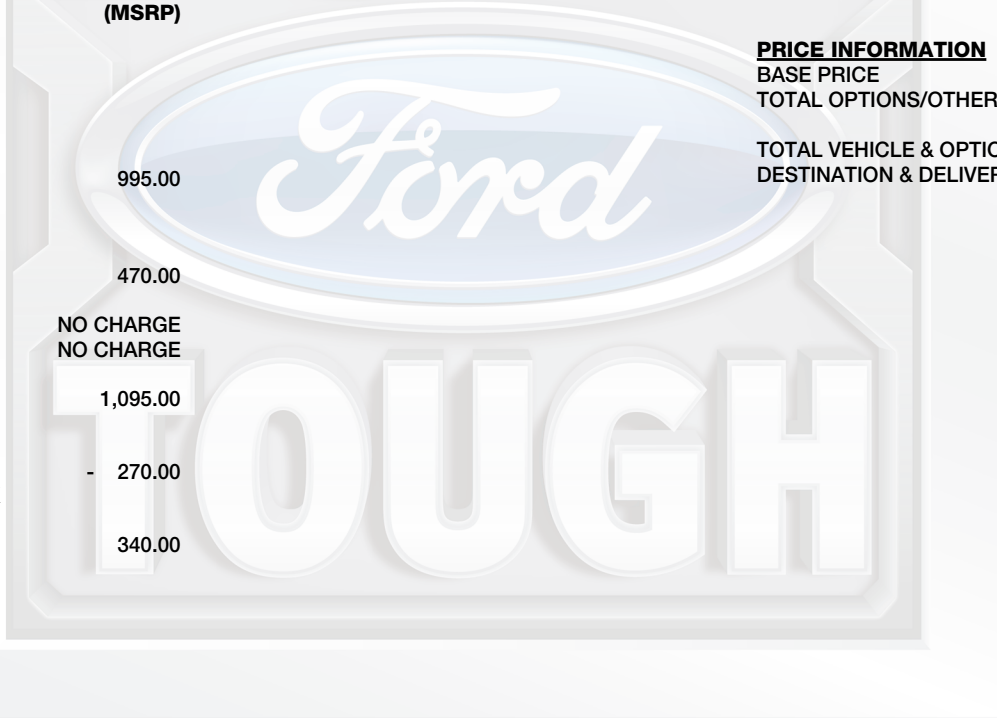 (MSRP)
995.00
470.00
NO CHARGE
NO CHARGE
1,095.00
- 270.00
340.00
PRICE INFORMATION
BASE PRICE
TOTAL OPTIONS/OTHER
TOTAL VEHICLE & OPTIO
DESTINATION & DELIVER
Ford
TOUGH